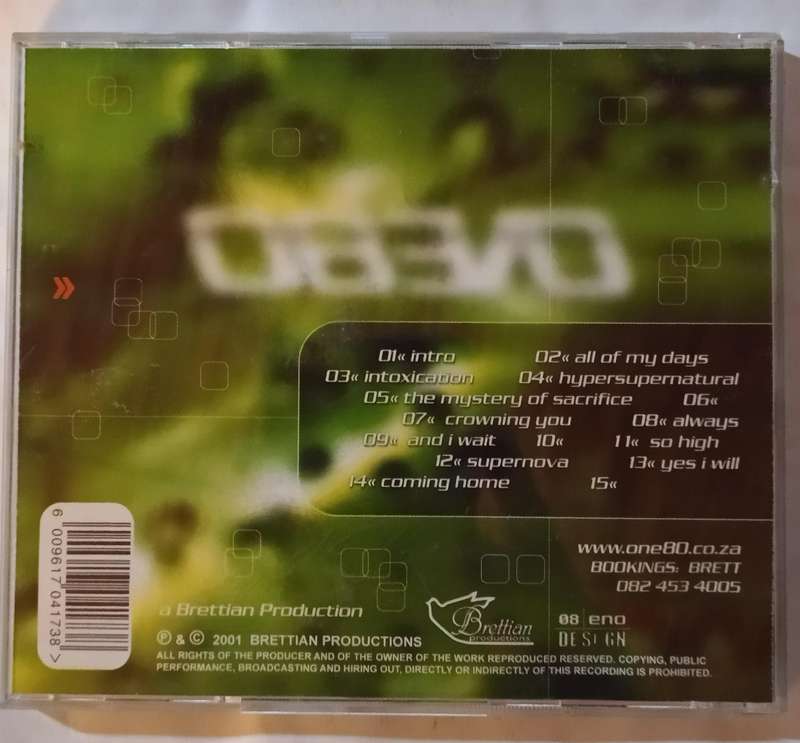 ONE80
»
01« intro 02« all of my days
03« intoxication 04« hypersupernatural
05« the mystery of sacrifice 06«
07« crowning you 08« always
09« and i wait 10« 11« so high
12« supernova 13« yes i will
14« coming home 15«
6 009617 041738 >
www.one80.co.za
BOOKINGS: BRETT
082 453 4005
a Brettian Production
Brettian
productions
08|eno
DESIGN
℗ & © 2001 BRETTIAN PRODUCTIONS
ALL RIGHTS OF THE PRODUCER AND OF THE OWNER OF THE WORK REPRODUCED RESERVED. COPYING, PUBLIC
PERFORMANCE, BROADCASTING AND HIRING OUT, DIRECTLY OR INDIRECTLY OF THIS RECORDING IS PROHIBITED.